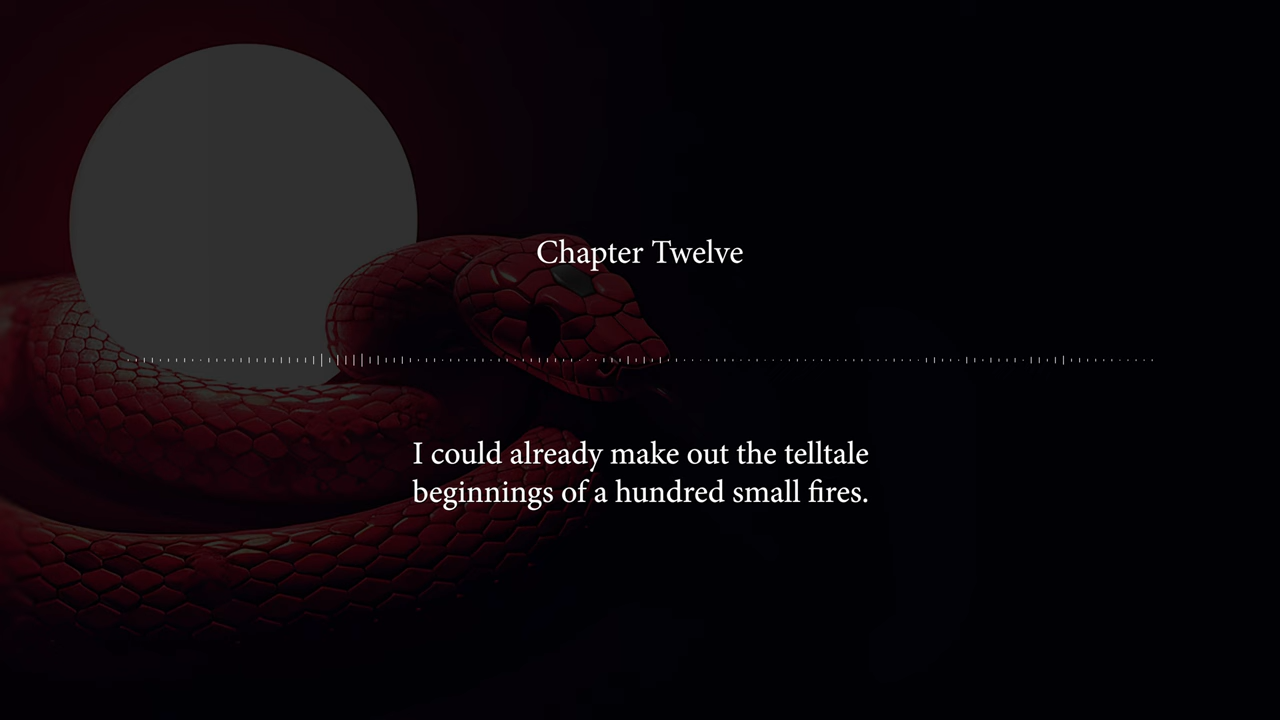 Chapter Twelve
I could already make out the telltale
beginnings of a hundred small fires.